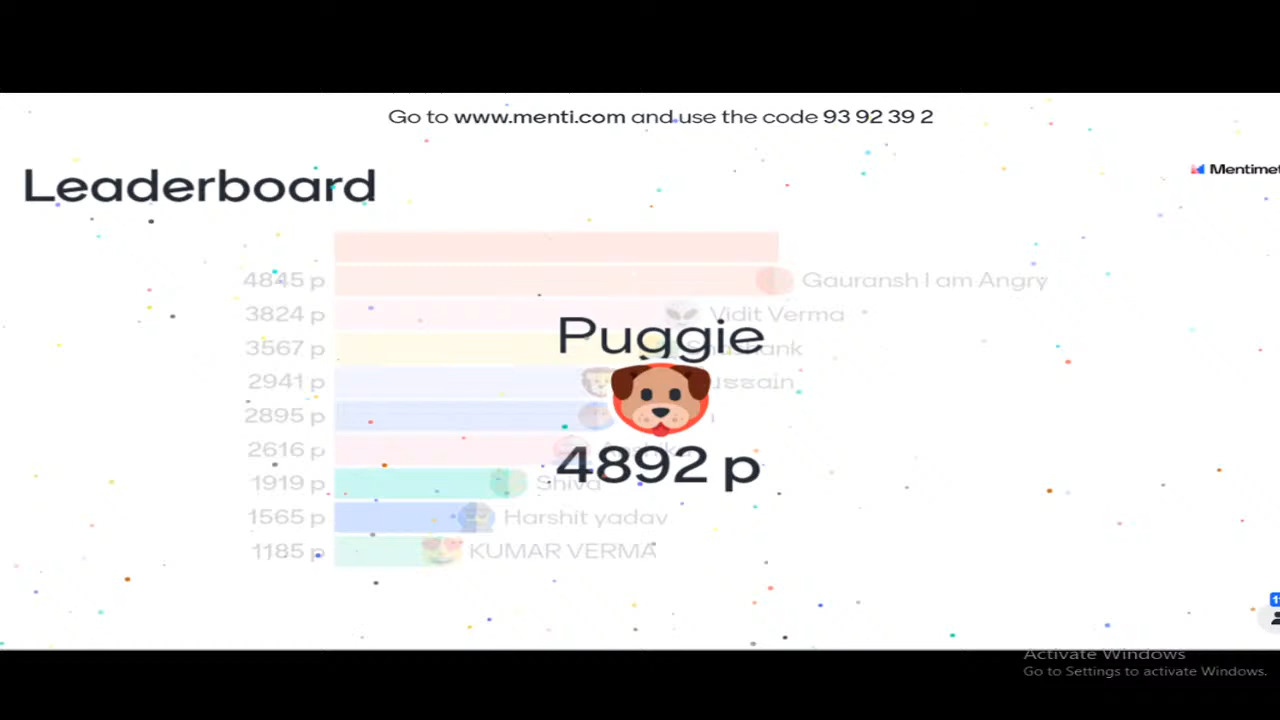 Go to www.menti.com and use the code 93 92 39 2
Leaderboard
Mentimet
4845 p Gauransh I am Angry
3824 p Vidit Verma
Puggie
3567 p
2941 p
2895 p
2616 p
4892 p
1919 p Shiva
1565 p Harshit yadav
1185 p KUMAR VERMA
Activate Windows
Go to Settings to activate Windows.